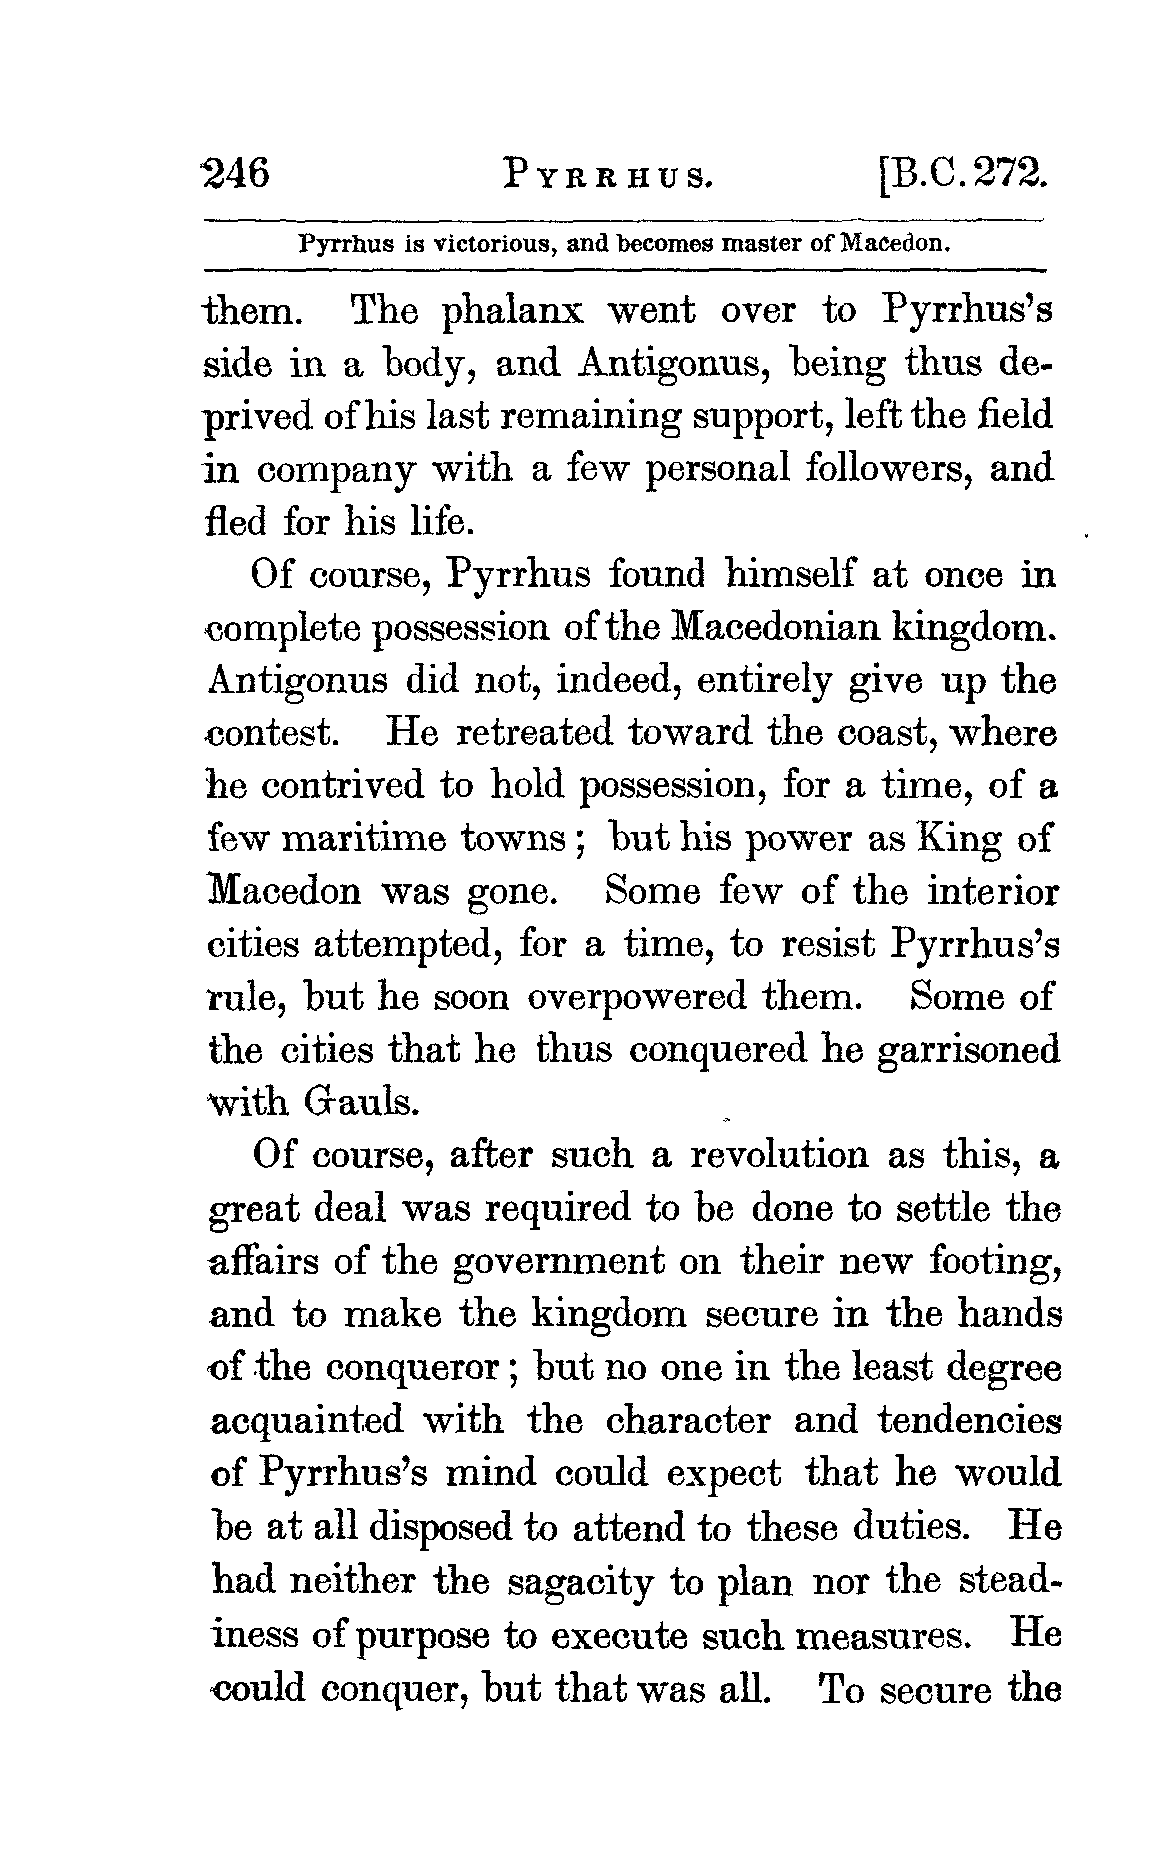 246 PYRRHUS. [B.C. 272.
Pyrrhus is victorious, and becomes master of Macedon.
them. The phalanx went over to Pyrrhus's
side in a body, and Antigonus, being thus de-
prived of his last remaining support, left the field
in company with a few personal followers, and
fled for his life.
Of course, Pyrrhus found himself at once in
complete possession of the Macedonian kingdom.
Antigonus did not, indeed, entirely give up the
contest. He retreated toward the coast, where
he contrived to hold possession, for a time, of a
few maritime towns; but his power as King of
Macedon was gone. Some few of the interior
cities attempted, for a time, to resist Pyrrhus's
rule, but he soon overpowered them. Some of
the cities that he thus conquered he garrisoned
with Gauls.
Of course, after such a revolution as this, a
great deal was required to be done to settle the
affairs of the government on their new footing,
and to make the kingdom secure in the hands
of the conqueror; but no one in the least degree
acquainted with the character and tendencies
of Pyrrhus's mind could expect that he would
be at all disposed to attend to these duties. He
had neither the sagacity to plan nor the stead-
iness of purpose to execute such measures. He
could conquer, but that was all. To secure the